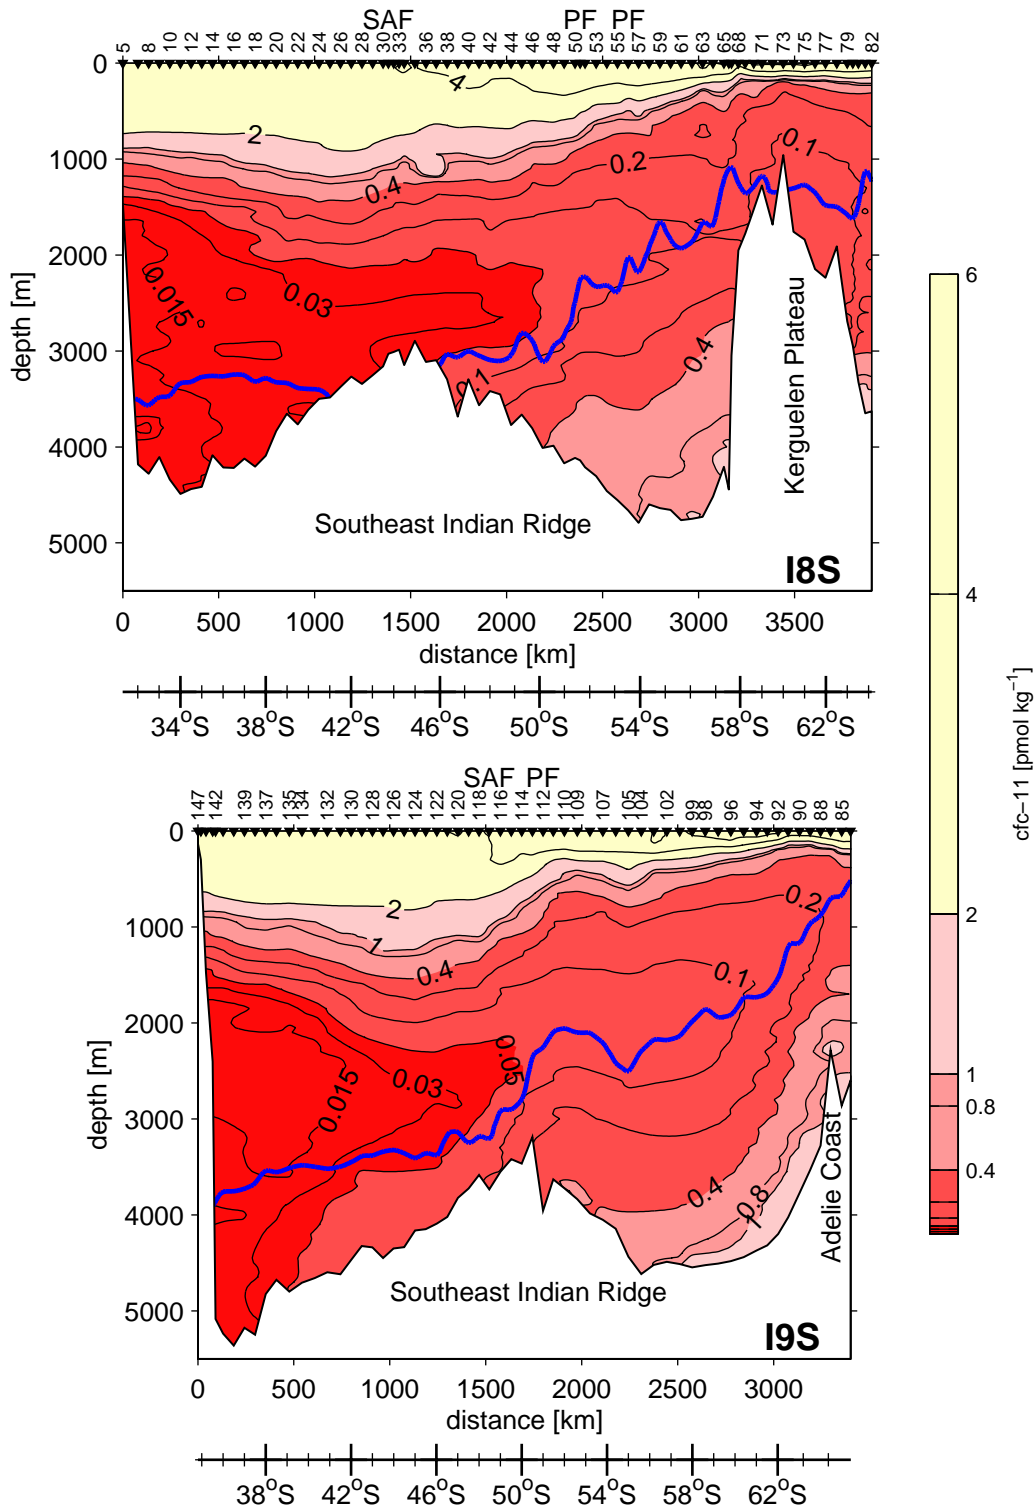 SAF PF PF
5 8 10 12 14 16 18 20 22 24 26 28 30 33 36 38 40 42 44 46 48 50 53 55 57 59 61 63 65 68 71 73 75 77 79 82
0
1000
2000
3000
4000
5000
depth [m]
4
2
0.4
0.2
0.1
0.015
0.03
0.4
0.1
Kerguelen Plateau
Southeast Indian Ridge
I8S
0 500 1000 1500 2000 2500 3000 3500
distance [km]
34°S 38°S 42°S 46°S 50°S 54°S 58°S 62°S
6
4
2
1
0.8
0.4
cfc−11 [pmol kg⁻¹]
SAF PF
147 142 139 137 135 134 132 130 128 126 124 122 120 118 116 114 112 110 109 107 105 104 102 99 98 96 94 92 90 88 85
0
1000
2000
3000
4000
5000
depth [m]
2
1
0.4
0.2
0.1
0.05
0.03
0.015
0.4
0.8
1
Adelie Coast
Southeast Indian Ridge
I9S
0 500 1000 1500 2000 2500 3000
distance [km]
38°S 42°S 46°S 50°S 54°S 58°S 62°S